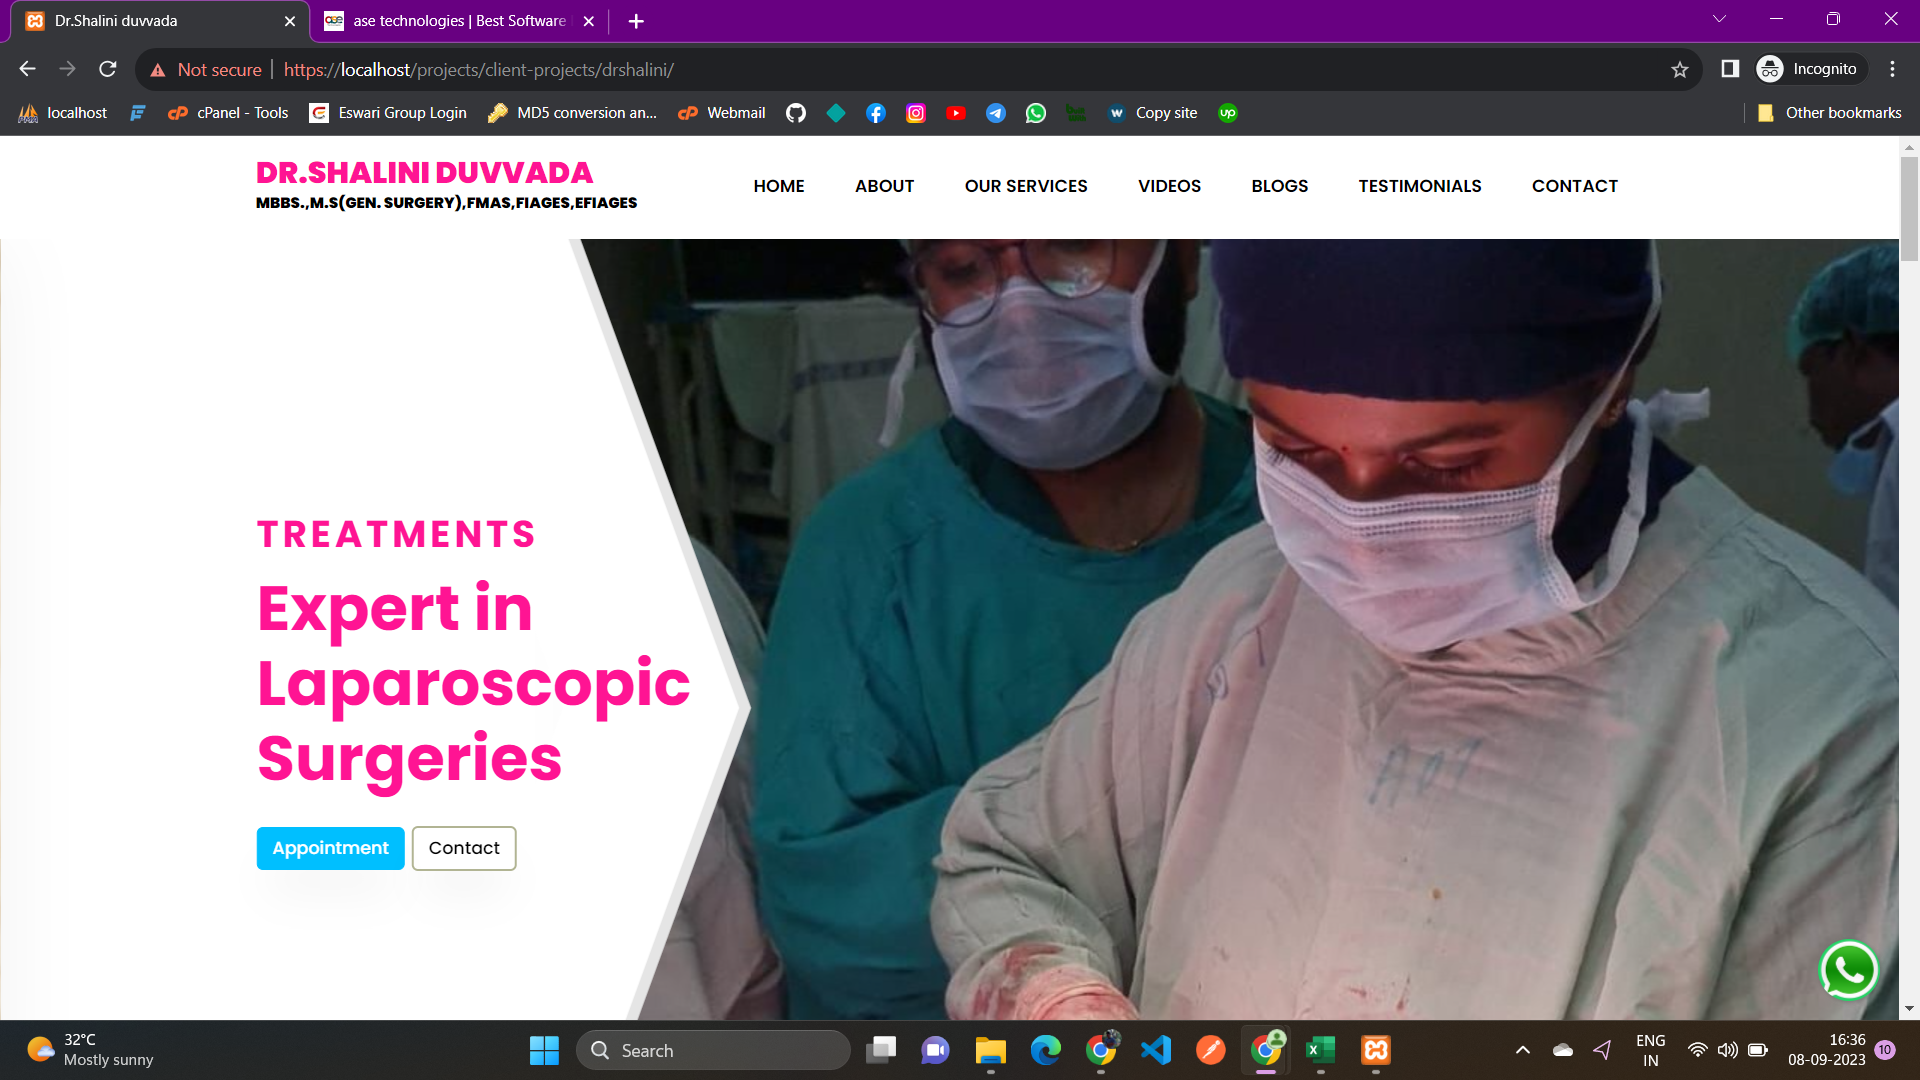 Dr.Shalini duvvada
ase technologies | Best Software
Not secure
https://localhost/projects/client-projects/drshalini/
Incognito
localhost
cPanel - Tools
Eswari Group Login
MD5 conversion an...
Webmail
Copy site
Other bookmarks
DR.SHALINI DUVVADA
MBBS.,M.S(GEN. SURGERY),FMAS,FIAGES,EFIAGES
HOME
ABOUT
OUR SERVICES
VIDEOS
BLOGS
TESTIMONIALS
CONTACT
TREATMENTS
Expert in
Laparoscopic
Surgeries
Appointment
Contact
32°C
Mostly sunny
Search
ENG
IN
16:36
08-09-2023
10